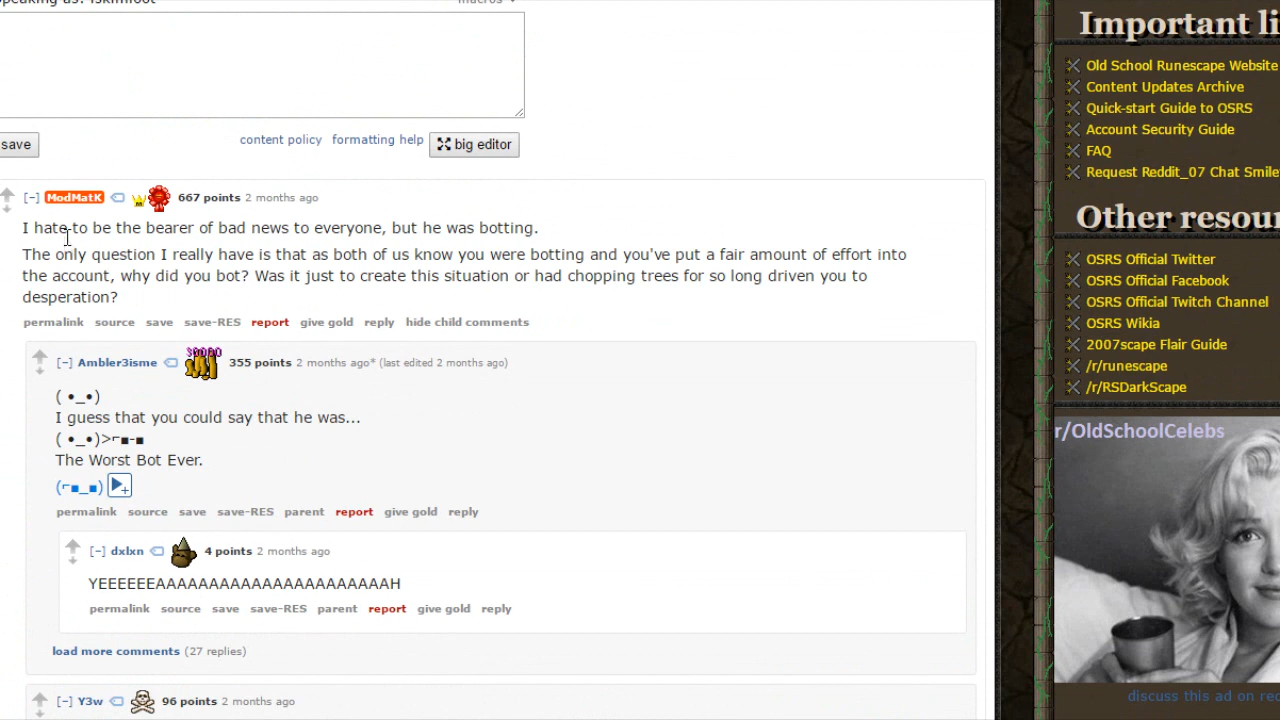 save
content policy formatting help big editor
[-] ModMatK 667 points 2 months ago
I hate to be the bearer of bad news to everyone, but he was botting.
The only question I really have is that as both of us know you were botting and you've put a fair amount of effort into
the account, why did you bot? Was it just to create this situation or had chopping trees for so long driven you to
desperation?
permalink source save save-RES report give gold reply hide child comments
[-] Ambler3isme 355 points 2 months ago* (last edited 2 months ago)
( •_•)
I guess that you could say that he was...
( •_•)>⌐■-■
The Worst Bot Ever.
(⌐■_■)
permalink source save save-RES parent report give gold reply
[-] dxlxn 4 points 2 months ago
YEEEEEEAAAAAAAAAAAAAAAAAAAAAAH
permalink source save save-RES parent report give gold reply
load more comments (27 replies)
[-] Y3w 96 points 2 months ago
Important li
Old School Runescape Website
Content Updates Archive
Quick-start Guide to OSRS
Account Security Guide
FAQ
Request Reddit_07 Chat Smile
Other resour
OSRS Official Twitter
OSRS Official Facebook
OSRS Official Twitch Channel
OSRS Wikia
2007scape Flair Guide
/r/runescape
/r/RSDarkScape
r/OldSchoolCelebs
discuss this ad on re